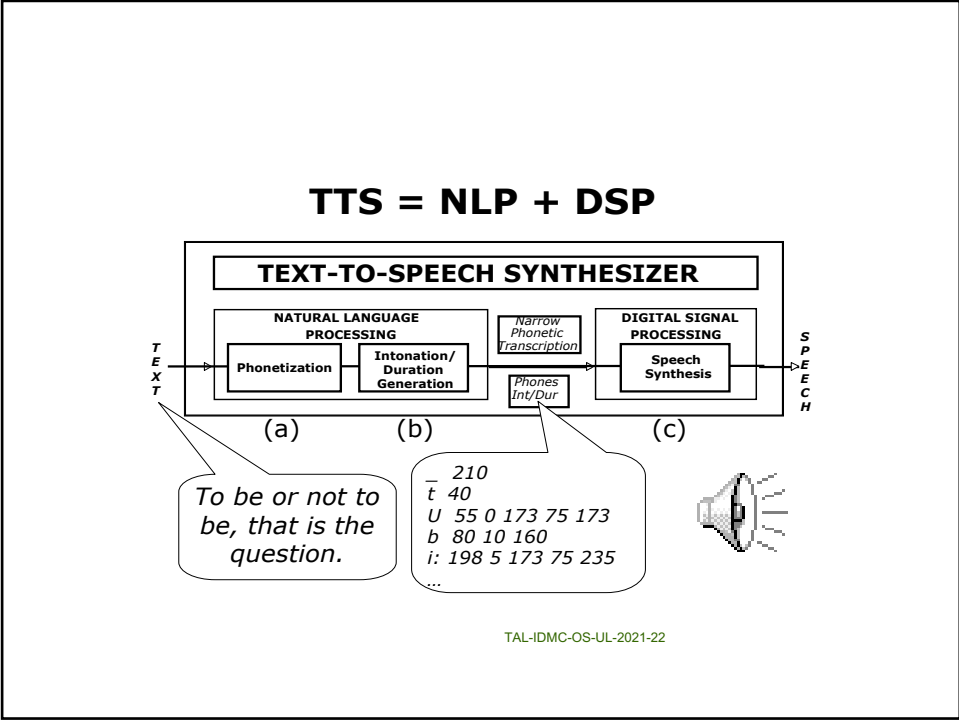 TTS = NLP + DSP
TEXT-TO-SPEECH SYNTHESIZER
NATURAL LANGUAGE
PROCESSING
Phonetization
Intonation/
Duration
Generation
Narrow
Phonetic
Transcription
Phones
Int/Dur
DIGITAL SIGNAL
PROCESSING
Speech
Synthesis
T
E
X
T
S
P
E
E
C
H
(a)
(b)
(c)
To be or not to
be, that is the
question.
_ 210
t 40
U 55 0 173 75 173
b 80 10 160
i: 198 5 173 75 235
…
TAL-IDMC-OS-UL-2021-22